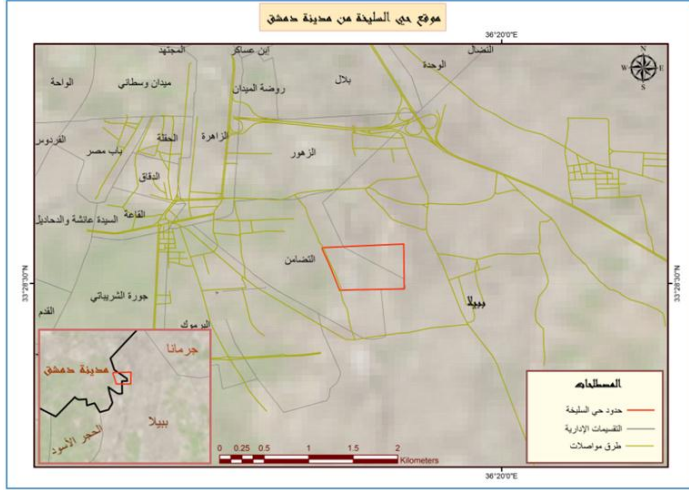 موقع حي السليخة من مدينة دمشق
36°20'0"E
المجتهد
ابن عساكر
النضال
الوحدة
N
W
E
S
الواحة
ميدان وسطاني
روضة الميدان
بلال
الفردوس
باب مصر
الحقلة
الزاهرة
الزهور
الدقاق
السيدة عائشة والدحاديل
القاعة
33°28'30"N
33°28'30"N
التضامن
جورة الشريباتي
ببيلا
القدم
اليرموك
جرمانا
مدينة دمشق
ببيلا
الحجر الأسود
المصطلحات
حدود حي السليخة
التقسيمات الإدارية
طرق مواصلات
0 0.25 0.5 1 1.5 2
Kilometers
36°20'0"E